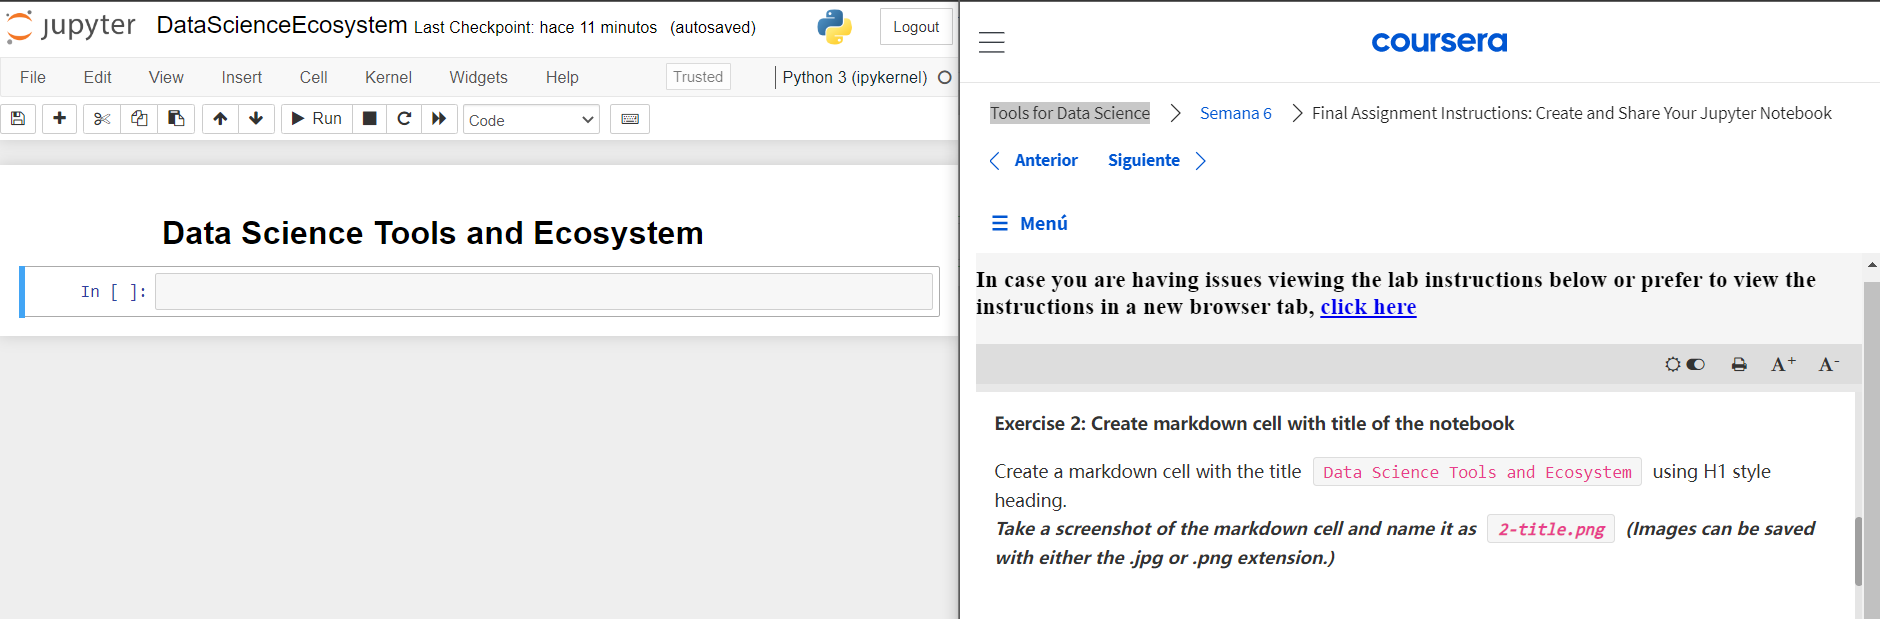 jupyter DataScienceEcosystem Last Checkpoint: hace 11 minutos (autosaved) Logout
File Edit View Insert Cell Kernel Widgets Help Trusted Python 3 (ipykernel)
Run Code
Data Science Tools and Ecosystem
In [ ]:
coursera
Tools for Data Science Semana 6 Final Assignment Instructions: Create and Share Your Jupyter Notebook
Anterior Siguiente
Menú
In case you are having issues viewing the lab instructions below or prefer to view the
instructions in a new browser tab, click here
A+ A-
Exercise 2: Create markdown cell with title of the notebook
Create a markdown cell with the title Data Science Tools and Ecosystem using H1 style
heading.
Take a screenshot of the markdown cell and name it as 2-title.png (Images can be saved
with either the .jpg or .png extension.)